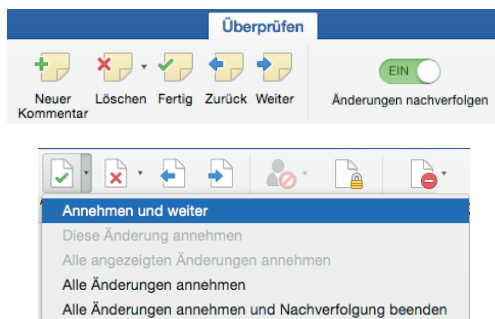 Überprüfen
Neuer Kommentar
Löschen
Fertig
Zurück
Weiter
EIN
Änderungen nachverfolgen
Annehmen und weiter
Diese Änderung annehmen
Alle angezeigten Änderungen annehmen
Alle Änderungen annehmen
Alle Änderungen annehmen und Nachverfolgung beenden